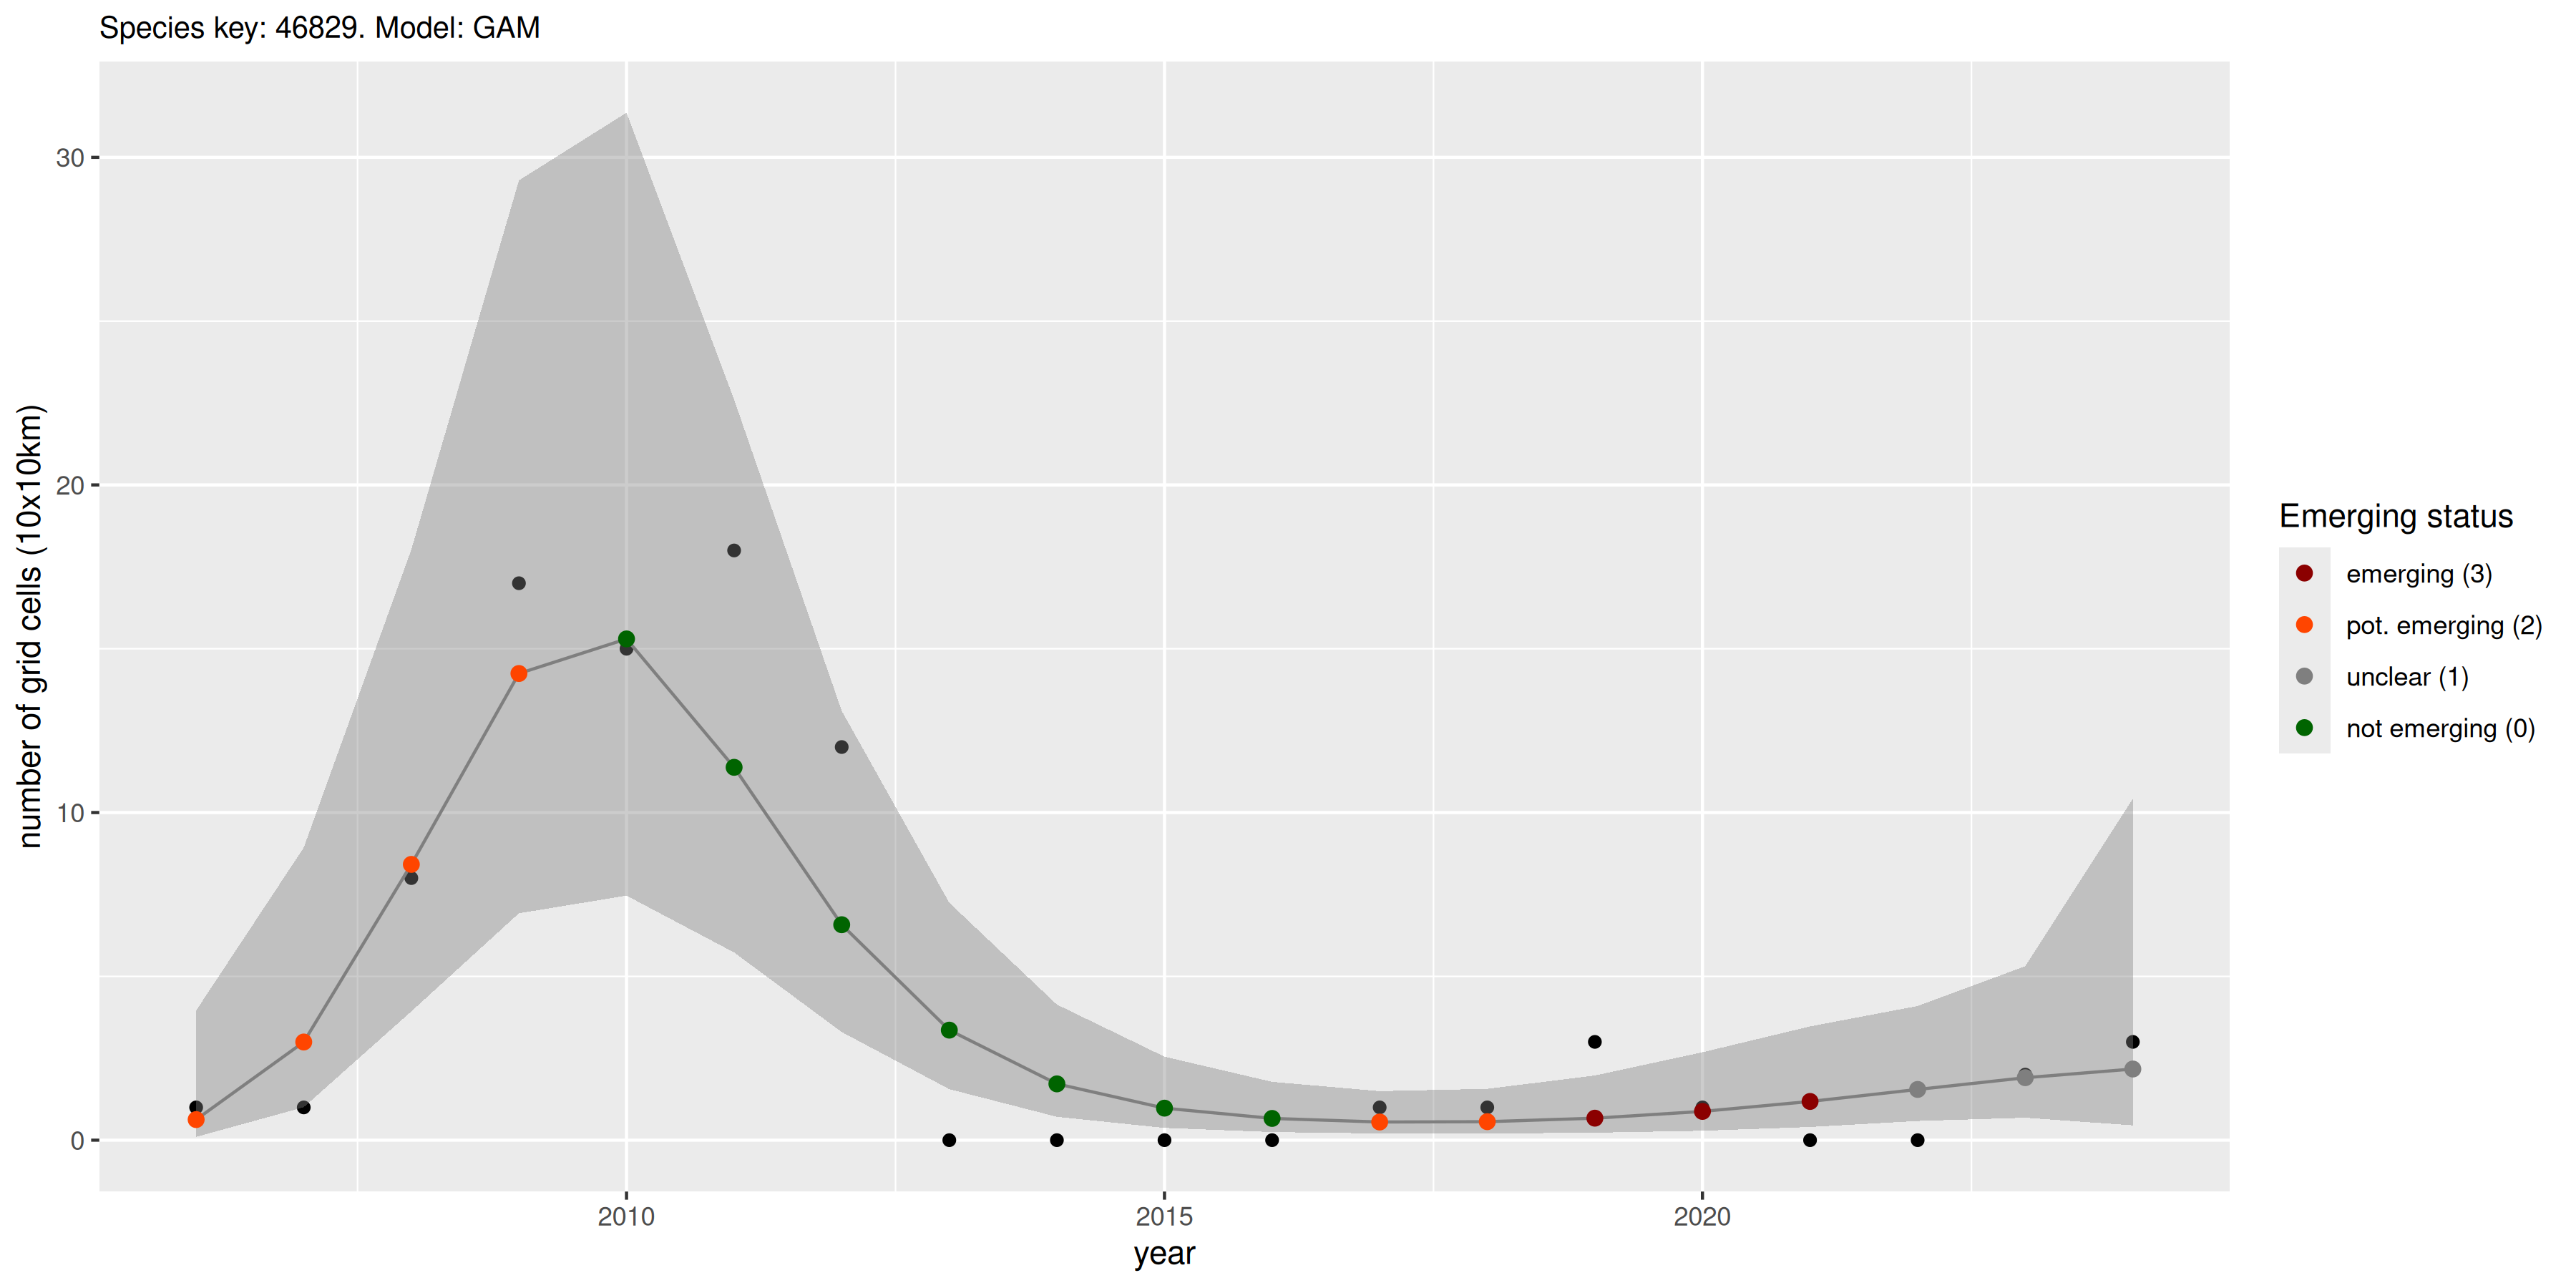 Species key: 46829. Model: GAM
number of grid cells (10x10km)
30
20
10
0
2010
2015
2020
year
Emerging status
emerging (3)
pot. emerging (2)
unclear (1)
not emerging (0)